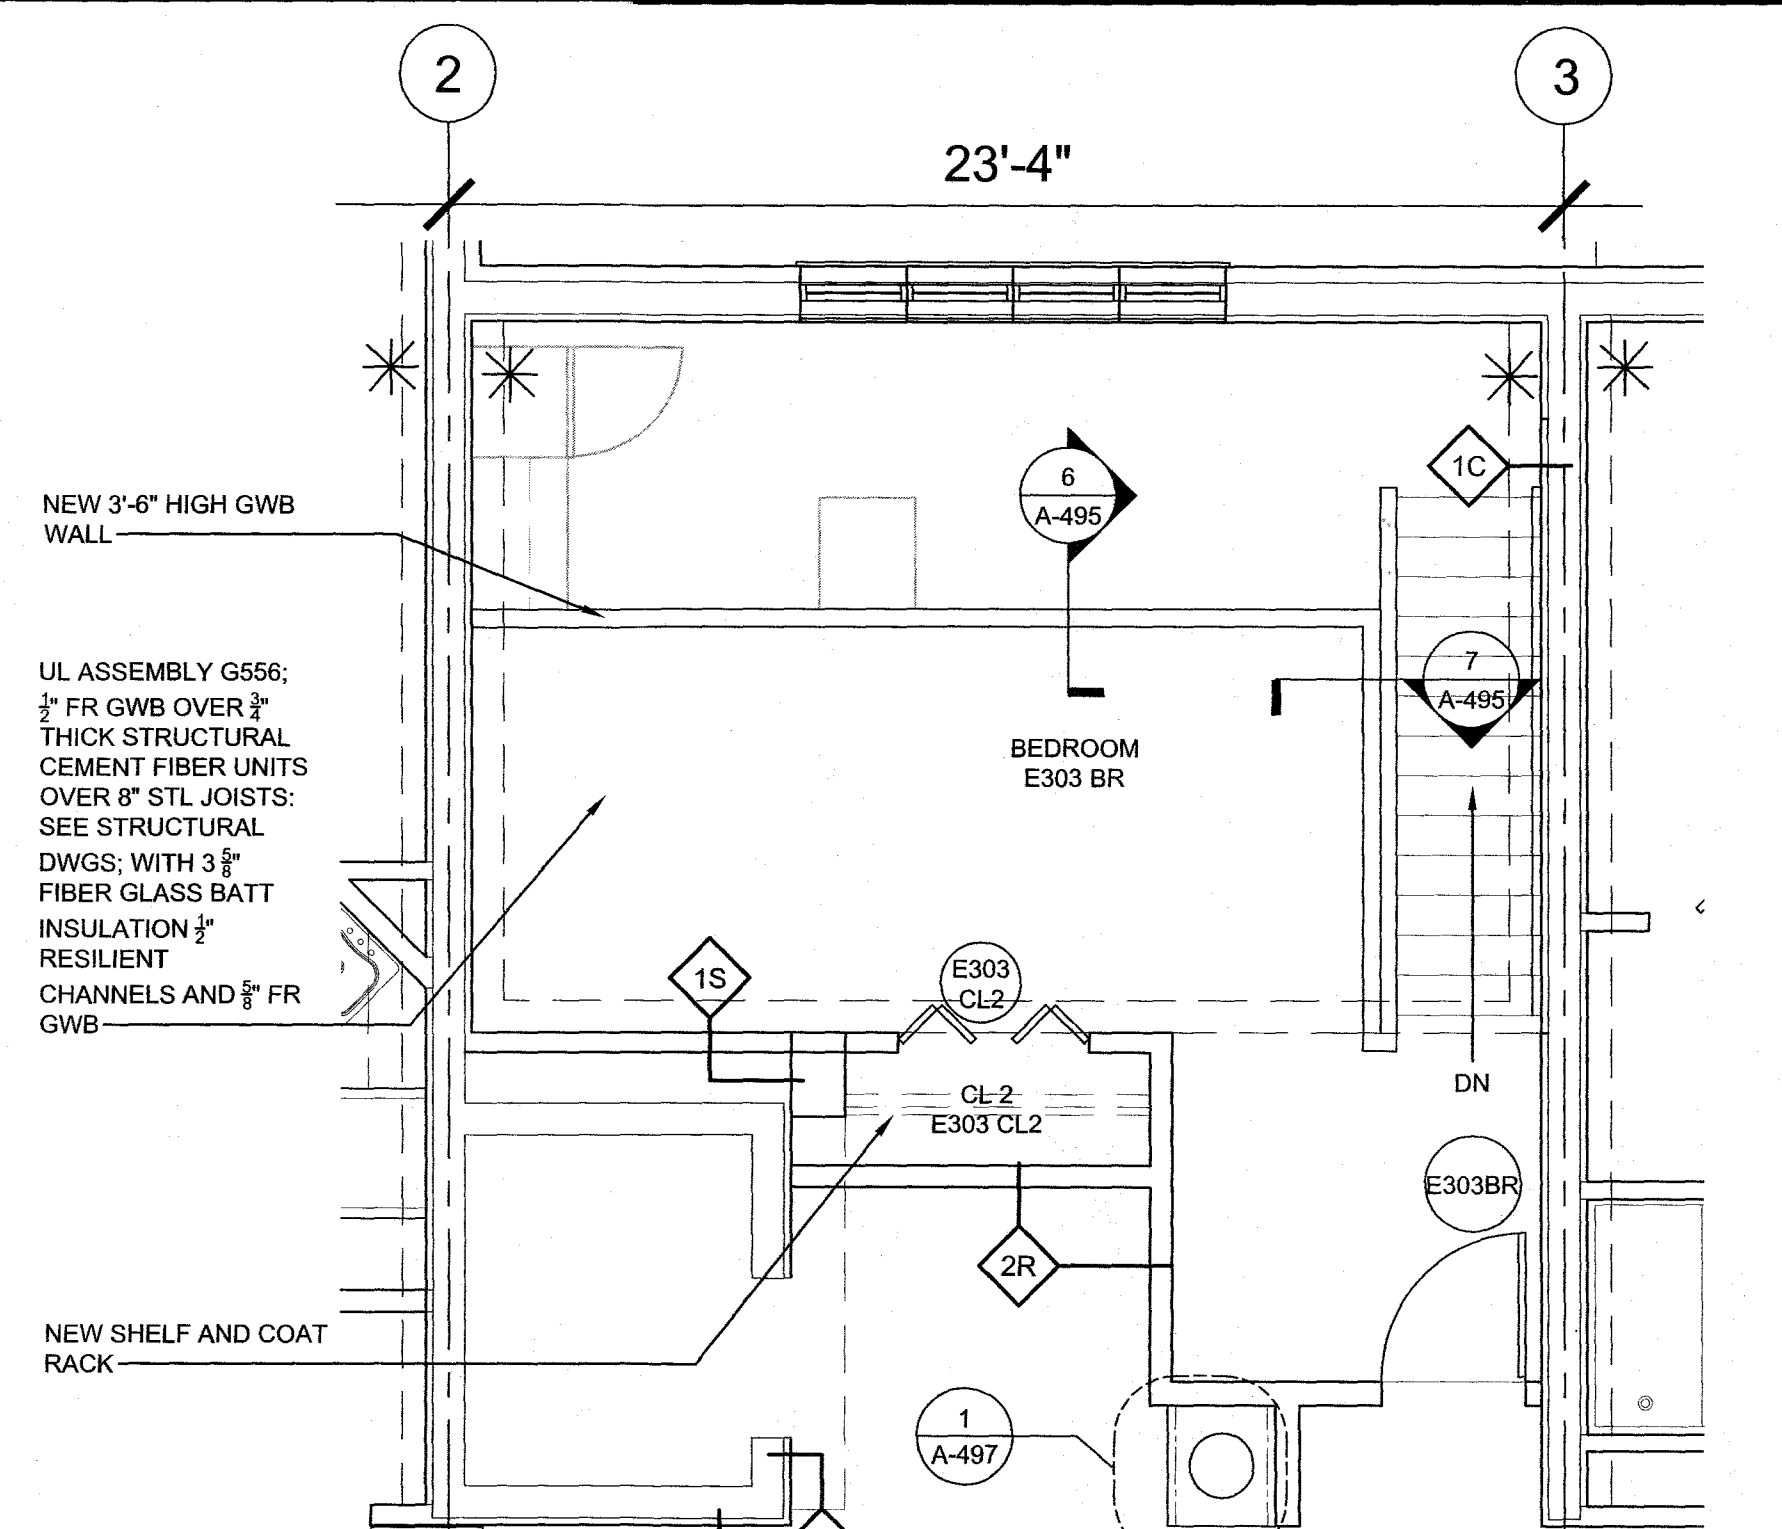 2
3
23'-4"
6
A-495
1C
NEW 3'-6" HIGH GWB
WALL
7
A-495
UL ASSEMBLY G556;
1/2" FR GWB OVER 3/4"
THICK STRUCTURAL
CEMENT FIBER UNITS
OVER 8" STL JOISTS:
SEE STRUCTURAL
DWGS; WITH 3 5/8"
FIBER GLASS BATT
INSULATION 1/2"
RESILIENT
CHANNELS AND 5/8" FR
GWB
BEDROOM
E303 BR
1S
E303
CL2
DN
CL 2
E303 CL2
E303BR
2R
NEW SHELF AND COAT
RACK
1
A-497